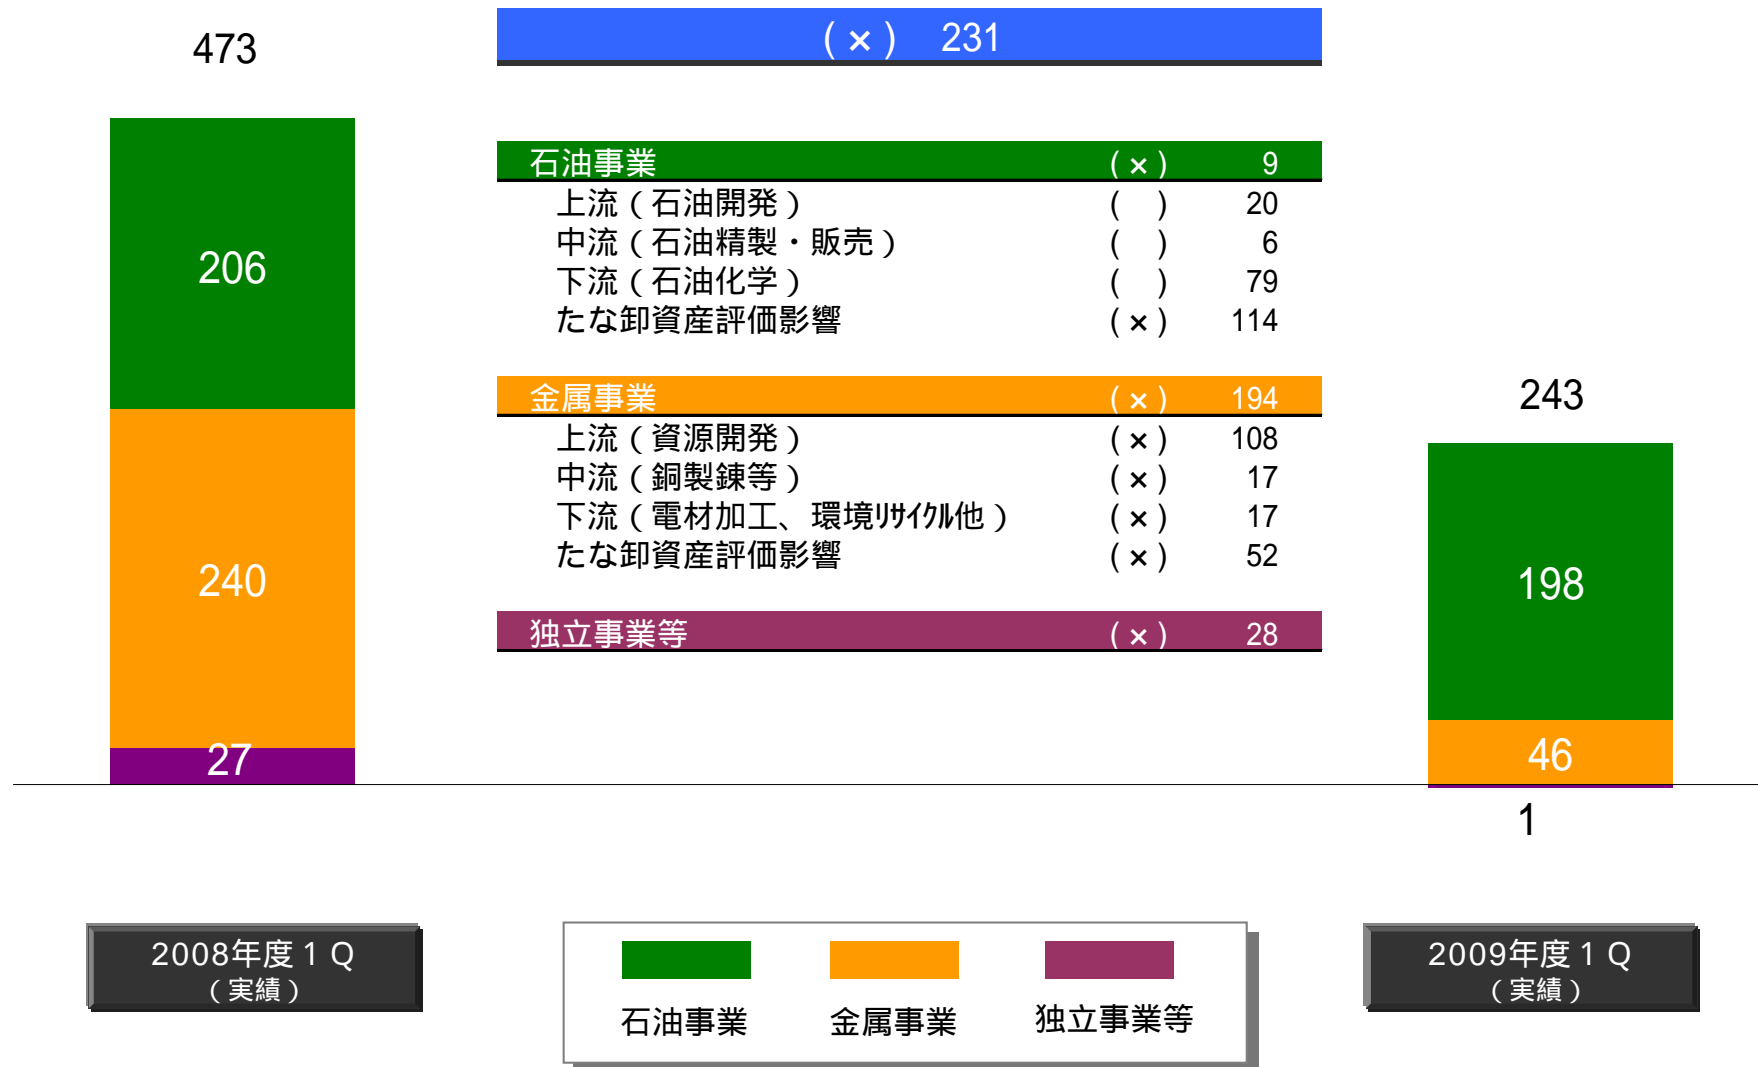 473
(×) 231
206
240
27
石油事業 (×) 9
上流（石油開発） ( ) 20
中流（石油精製・販売） ( ) 6
下流（石油化学） ( ) 79
たな卸資産評価影響 (×) 114
金属事業 (×) 194
上流（資源開発） (×) 108
中流（銅製錬等） (×) 17
下流（電材加工、環境ﾘｻｲｸﾙ他） (×) 17
たな卸資産評価影響 (×) 52
独立事業等 (×) 28
243
198
46
1
2008年度１Ｑ
（実績）
石油事業 金属事業 独立事業等
2009年度１Ｑ
（実績）